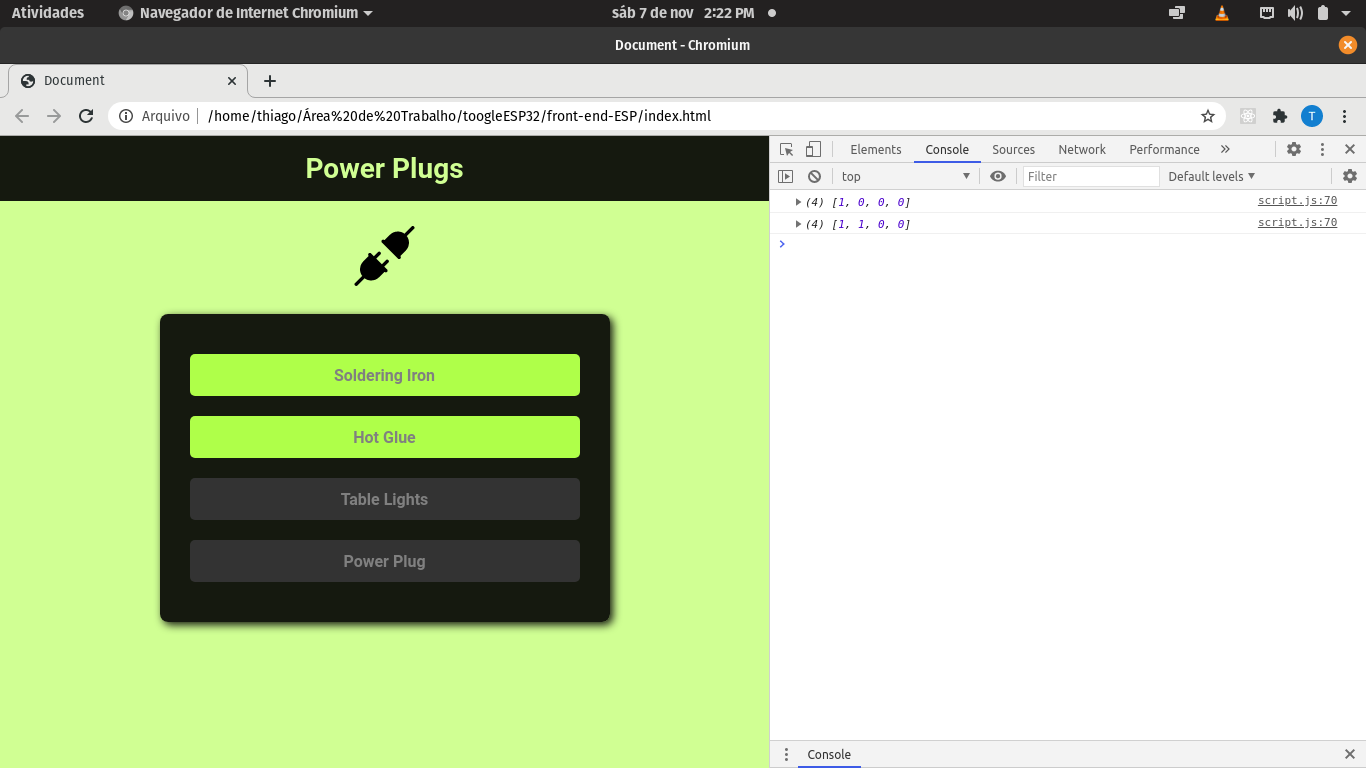 Atividades Navegador de Internet Chromium sáb 7 de nov 2:22 PM
Document - Chromium
Document
Arquivo /home/thiago/Área%20de%20Trabalho/toogleESP32/front-end-ESP/index.html T
Power Plugs
Soldering Iron
Hot Glue
Table Lights
Power Plug
Elements Console Sources Network Performance »
top Filter Default levels
(4) [1, 0, 0, 0] script.js:70
(4) [1, 1, 0, 0] script.js:70
Console